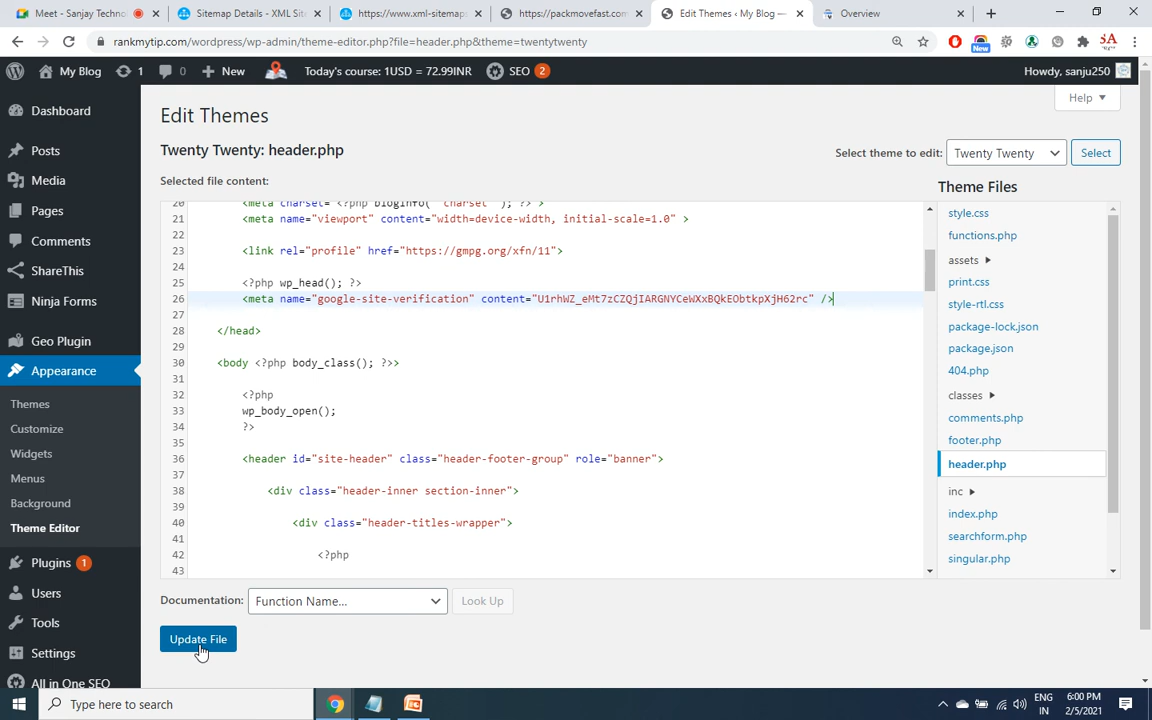 Meet - Sanjay Techno
Sitemap Details - XML Sit
https://www.xml-sitemap
https://packmovefast.com
Edit Themes ‹ My Blog —
Overview
rankmytip.com/wordpress/wp-admin/theme-editor.php?file=header.php&theme=twentytwenty
New
My Blog
1
0
New
Today's course: 1USD = 72.99INR
SEO
2
Howdy, sanju250
Dashboard
Posts
Media
Pages
Comments
ShareThis
Ninja Forms
Geo Plugin
Appearance
Themes
Customize
Widgets
Menus
Background
Theme Editor
Plugins 1
Users
Tools
Settings
All in One SEO
Help
Edit Themes
Twenty Twenty: header.php
Select theme to edit:
Twenty Twenty
Select
Selected file content:
20 <meta charset="<?php bloginfo( 'charset' ); ?>">
21 <meta name="viewport" content="width=device-width, initial-scale=1.0" >
22
23 <link rel="profile" href="https://gmpg.org/xfn/11">
24
25 <?php wp_head(); ?>
26 <meta name="google-site-verification" content="U1rhWZ_eMt7zCZQjIARGNYCeWXxBQkEObtkpXjH62rc" />
27
28 </head>
29
30 <body <?php body_class(); ?>>
31
32 <?php
33 wp_body_open();
34 ?>
35
36 <header id="site-header" class="header-footer-group" role="banner">
37
38 <div class="header-inner section-inner">
39
40 <div class="header-titles-wrapper">
41
42 <?php
43
Theme Files
style.css
functions.php
assets
print.css
style-rtl.css
package-lock.json
package.json
404.php
classes
comments.php
footer.php
header.php
inc
index.php
searchform.php
singular.php
Documentation:
Function Name...
Look Up
Update File
Type here to search
ENG
IN
6:00 PM
2/5/2021